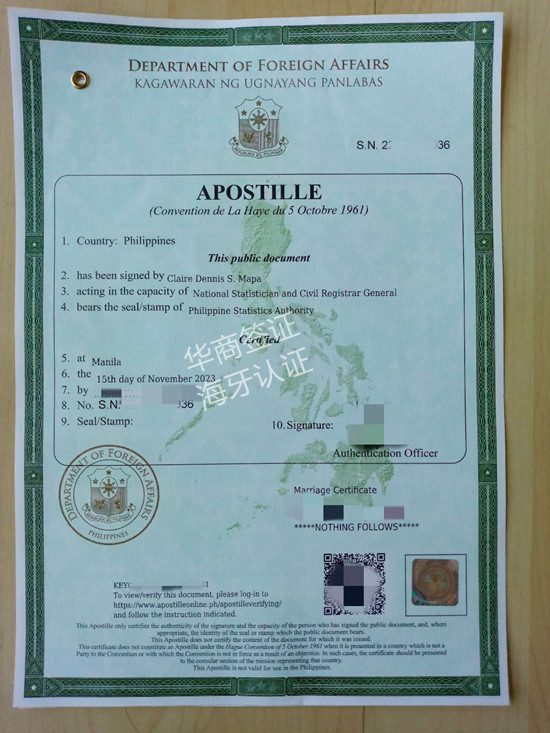 DEPARTMENT OF FOREIGN AFFAIRS
KAGAWARAN NG UGNAYANG PANLABAS
S.N. 2 36
APOSTILLE
(Convention de La Haye du 5 Octobre 1961)
1. Country: Philippines
This public document
2. has been signed by Claire Dennis S. Mapa
3. acting in the capacity of National Statistician and Civil Registrar General
4. bears the seal/stamp of Philippine Statistics Authority
Certified
5. at Manila
6. the 15th day of November 2023
7. by
8. No. S.N. 36
9. Seal/Stamp:
10. Signature:
华商签证
海牙认证
Authentication Officer
DEPARTMENT OF FOREIGN AFFAIRS
PHILIPPINES
Marriage Certificate
*****NOTHING FOLLOWS*****
To view/verify this document, please log-in to
https://www.apostilleonline.ph/apostilleverifying/
and follow the instruction indicated.
This Apostille only certifies the authenticity of the signature and the capacity of the person who has signed the public document, and, where
appropriate, the identity of the seal or stamp which the public document bears.
This Apostille does not certify the content of the document for which it was issued.
This certificate does not constitute an Apostille under the Hague Convention of 5 October 1961 when it is presented in a country which is not a
Party to the Convention or with which the Convention is not in force as a result of an objection. In such cases, the certificate should be presented
to the consular section of the mission representing that country.
This Apostille is not valid for use in the Philippines.